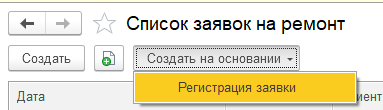 Список заявок на ремонт
Создать
Создать на основании
Регистрация заявки
Дата